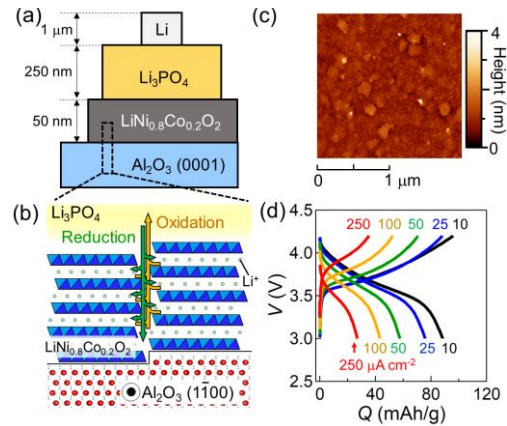 (a)
1 μm
Li
250 nm
Li₃PO₄
50 nm
LiNi₀.₈Co₀.₂O₂
Al₂O₃ (0001)
(b)
Li₃PO₄
Oxidation
Reduction
Li⁺
LiNi₀.₈Co₀.₂O₂
Al₂O₃ (11̅00)
(c)
4
Height (nm)
0
0 1 μm
(d)
4.5
4.0
3.5
3.0
2.5
V (V)
250 100 50 25 10
100 50 25 10
250 μA cm⁻²
0 40 80 120
Q (mAh/g)